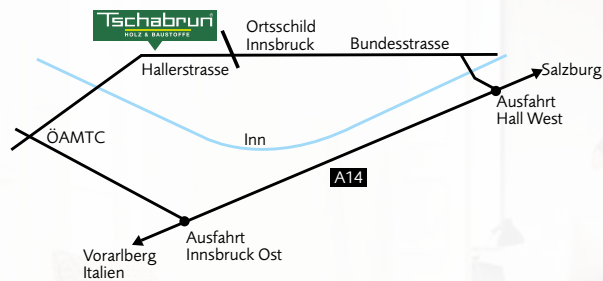 Tschabrun
HOLZ & BAUSTOFFE
Ortsschild
Innsbruck
Bundesstrasse
Hallerstrasse
Salzburg
Ausfahrt
Hall West
ÖAMTC
Inn
A14
Ausfahrt
Innsbruck Ost
Vorarlberg
Italien